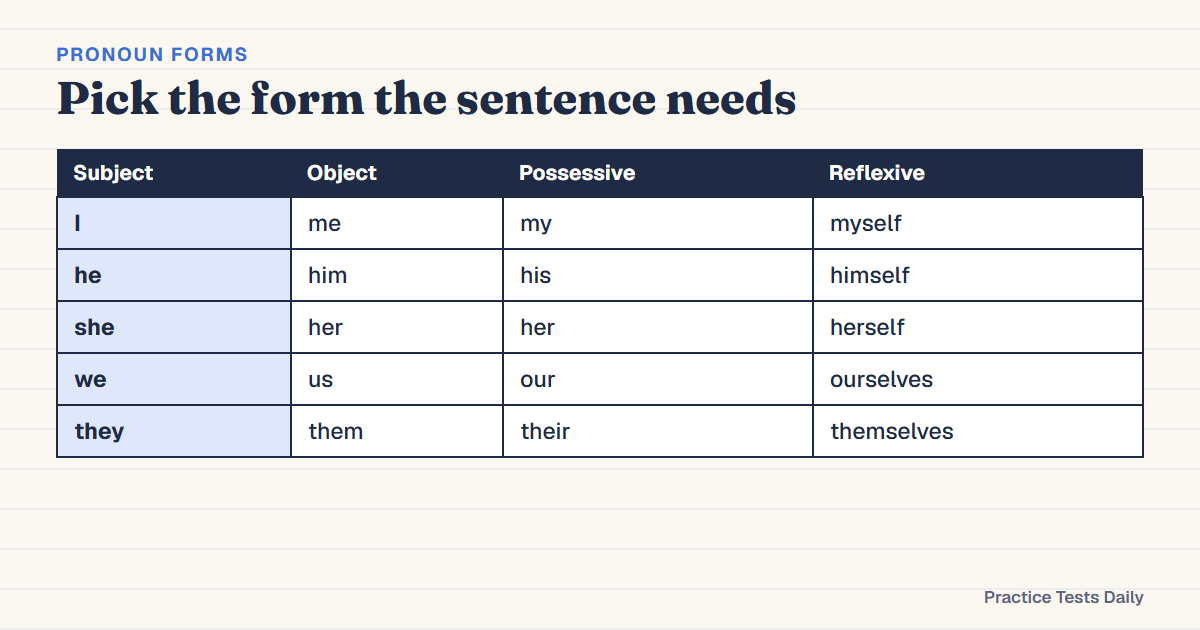 PRONOUN FORMS
Pick the form the sentence needs
Subject Object Possessive Reflexive
I me my myself
he him his himself
she her her herself
we us our ourselves
they them their themselves
Practice Tests Daily